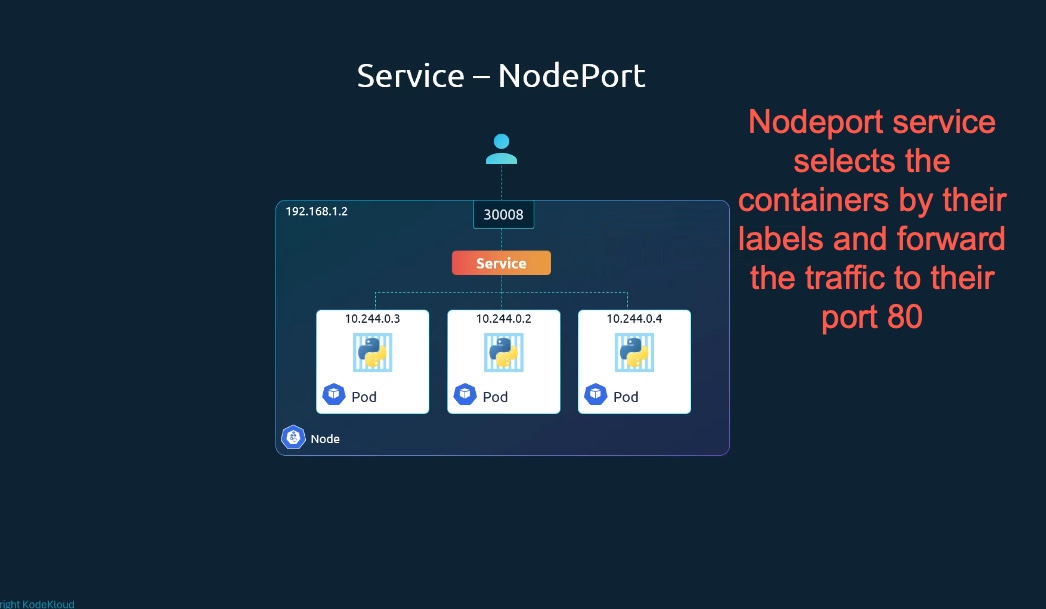 Service – NodePort
Nodeport service
selects the
containers by their
labels and forward
the traffic to their
port 80
192.168.1.2
30008
Service
10.244.0.3
10.244.0.2
10.244.0.4
Pod
Pod
Pod
Node
right KodeKloud